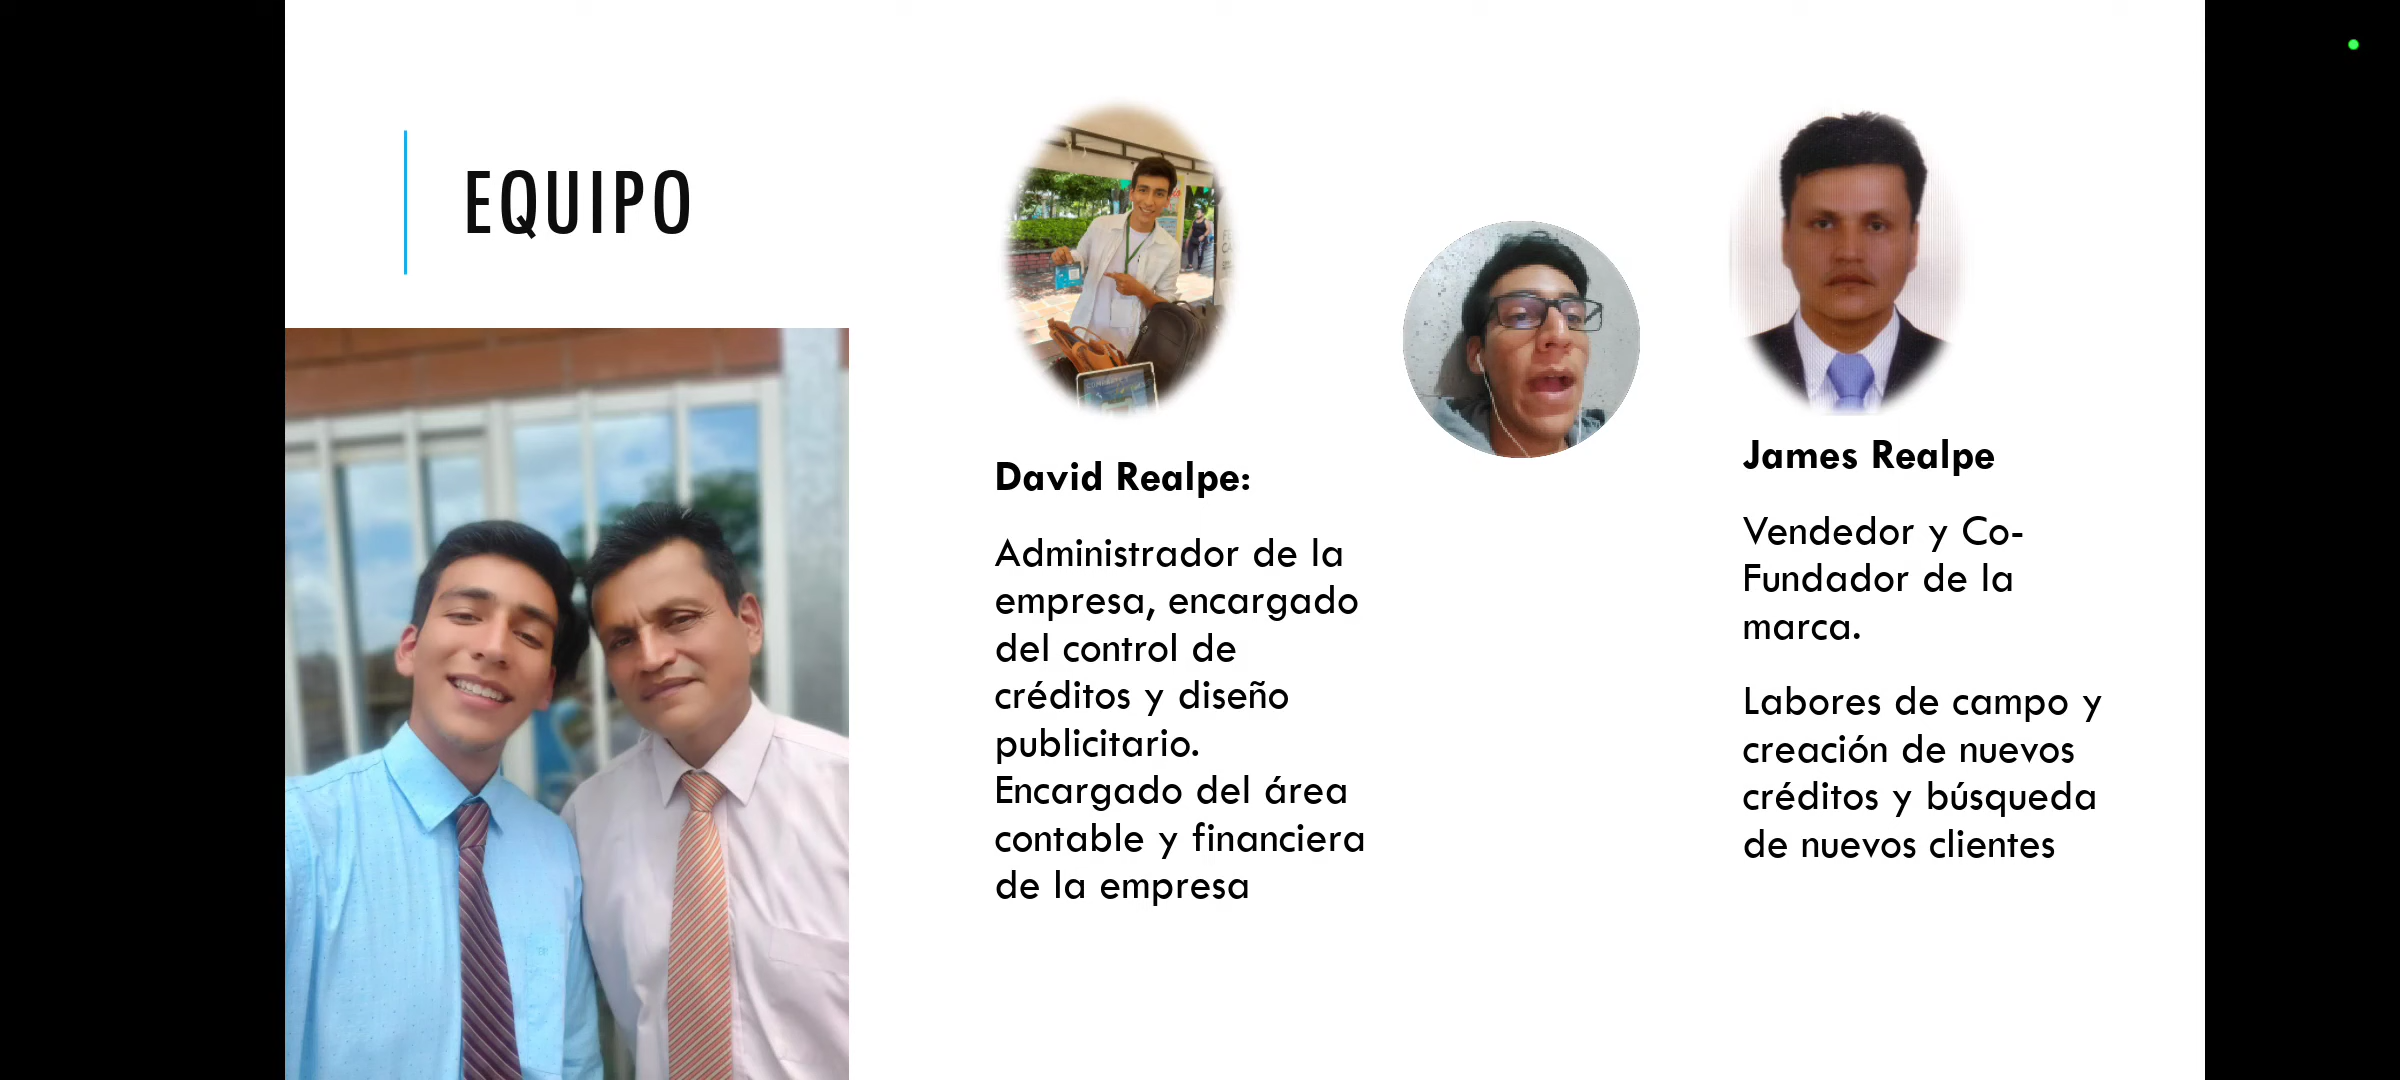 EQUIPO
David Realpe:
Administrador de la
empresa, encargado
del control de
créditos y diseño
publicitario.
Encargado del área
contable y financiera
de la empresa
James Realpe
Vendedor y Co-
Fundador de la
marca.
Labores de campo y
creación de nuevos
créditos y búsqueda
de nuevos clientes